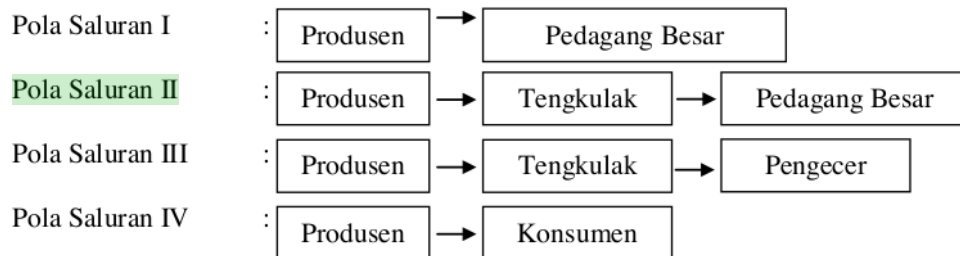 Pola Saluran I : Produsen Pedagang Besar
Pola Saluran II : Produsen Tengkulak Pedagang Besar
Pola Saluran III : Produsen Tengkulak Pengecer
Pola Saluran IV : Produsen Konsumen